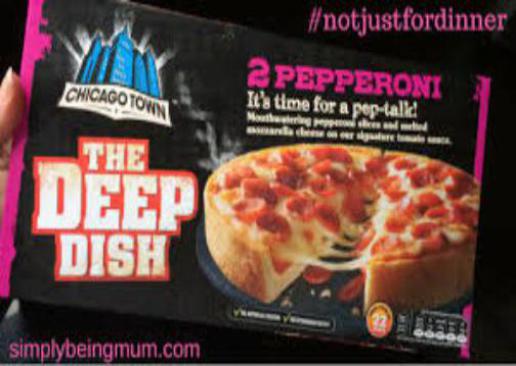 #notjustfordinner
CHICAGO TOWN
2 PEPPERONI
It's time for a pep-talk!
Mouthwatering pepperoni slices and melted
mozzarella cheese on our signature tomato sauce.
THE
DEEP
DISH
22
simplybeingmum.com